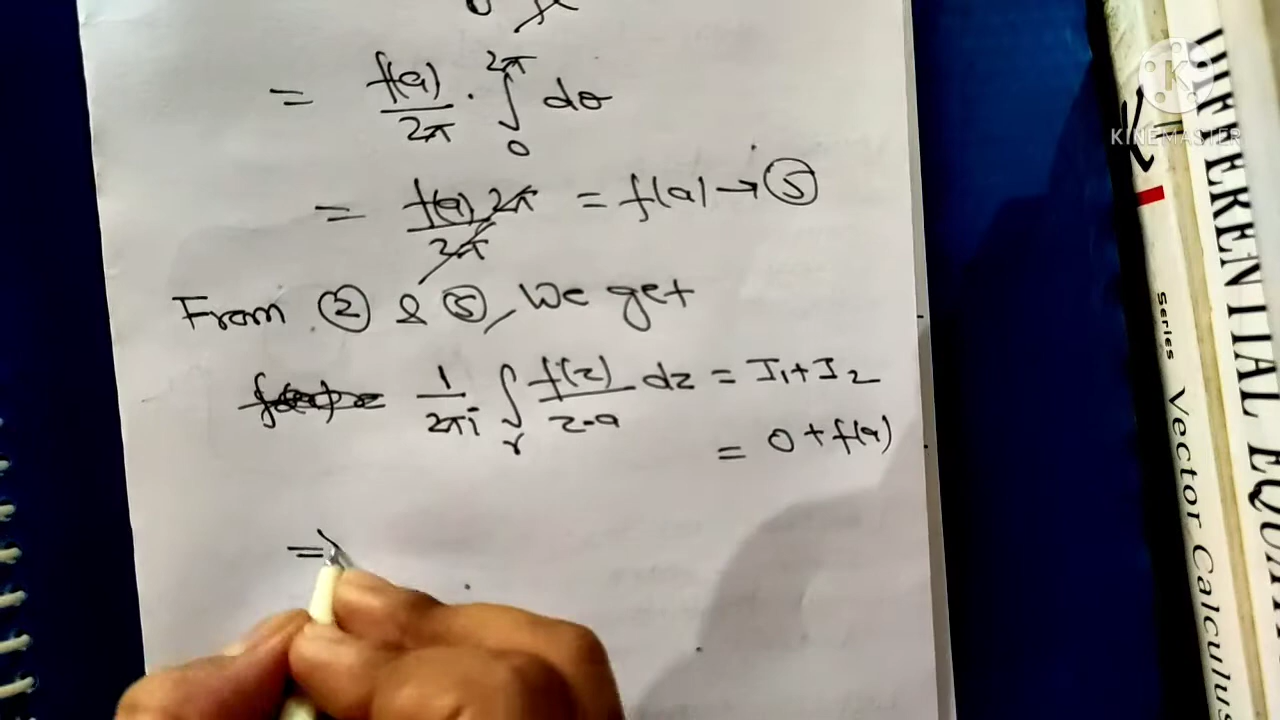 = f(a)/2π · ∫₀^2π dθ
= f(a) 2π/2π = f(a) → ⑤
From ② & ⑤, We get
1/2πi ∫_γ f(z)/z-a dz = I₁+I₂
= 0 + f(a)
=>
KINEMASTER
DIFFERENTIAL EQUAT
Series Vector Calculus